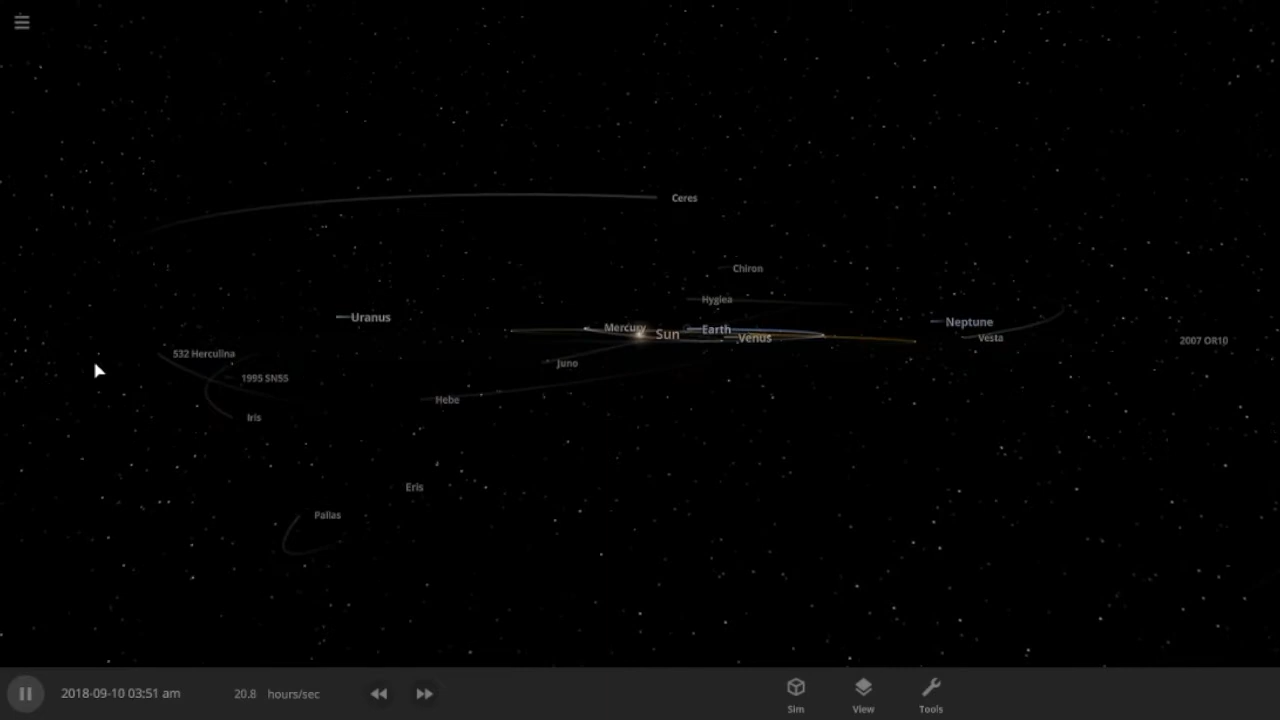 Ceres
Chiron
Hygiea
Uranus
Mercury
Sun
Earth
Venus
Neptune
Vesta
2007 OR10
532 Herculina
1995 SN55
Juno
Iris
Hebe
Eris
Pallas
2018-09-10 03:51 am
20.8 hours/sec
Sim
View
Tools